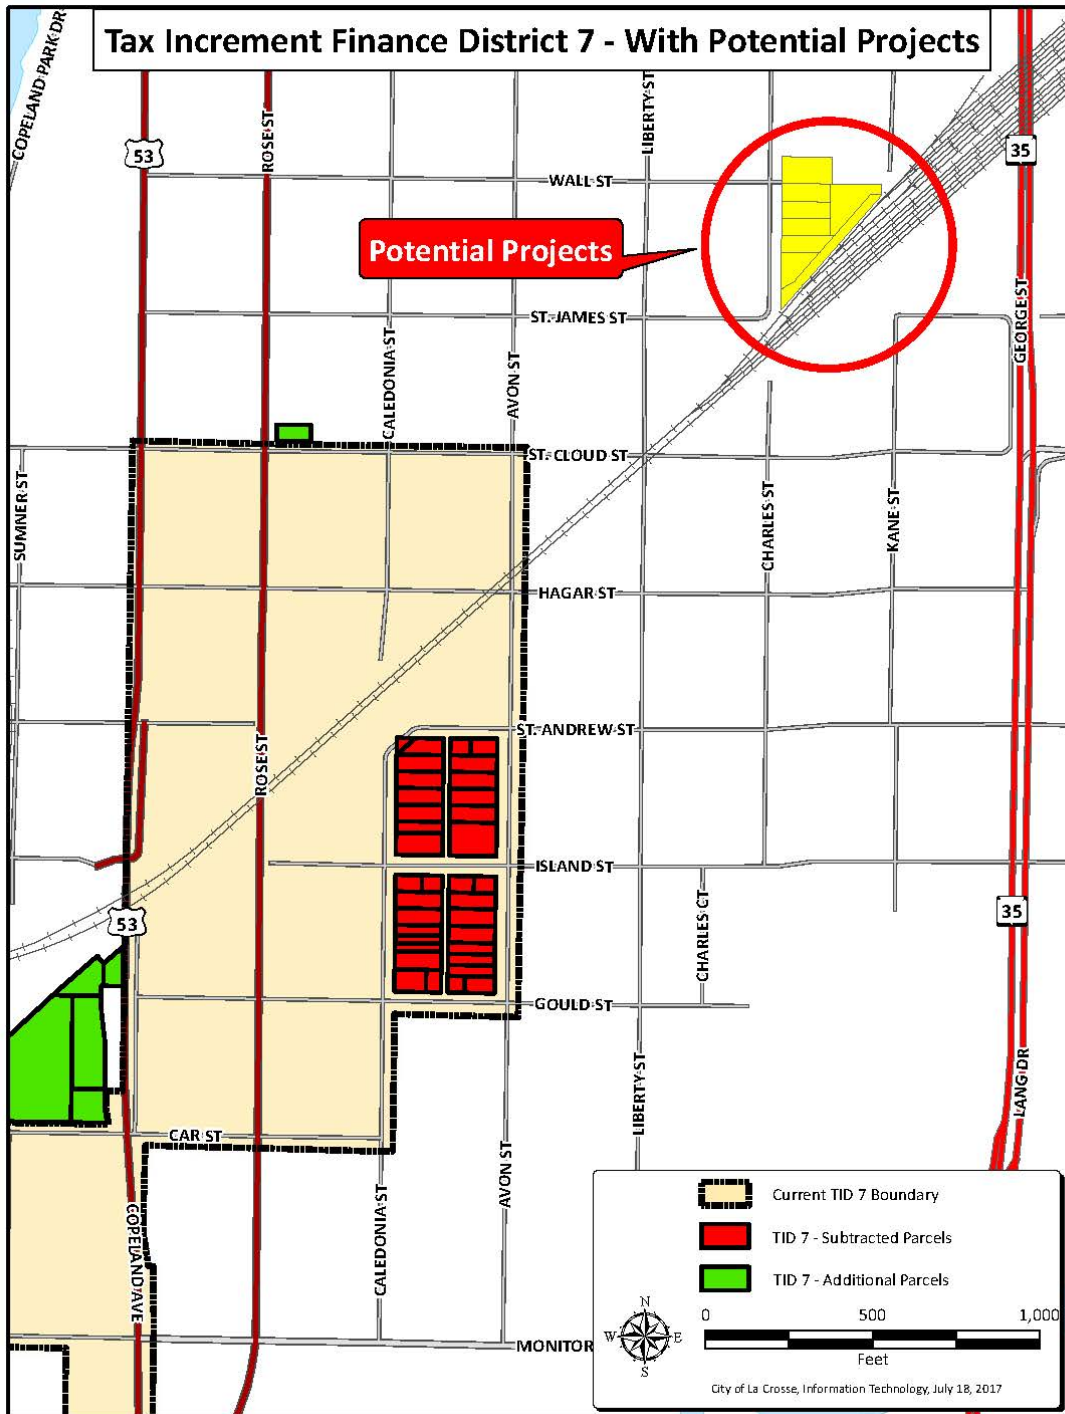 Tax Increment Finance District 7 - With Potential Projects
COPELAND PARK DR
53
ROSE ST
LIBERTY ST
35
WALL ST
Potential Projects
ST. JAMES ST
GEORGE ST
CALEDONIA ST
AVON ST
ST. CLOUD ST
SUMNER ST
CHARLES ST
KANE ST
HAGAR ST
ST. ANDREW ST
ROSE ST
ISLAND ST
53
CHARLES CT
35
GOULD ST
LIBERTY ST
LANG DR
CAR ST
AVON ST
CALEDONIA ST
COPELAND AVE
MONITOR
Current TID 7 Boundary
TID 7 - Subtracted Parcels
TID 7 - Additional Parcels
N
W E
S
0 500 1,000
Feet
City of La Crosse, Information Technology, July 18, 2017